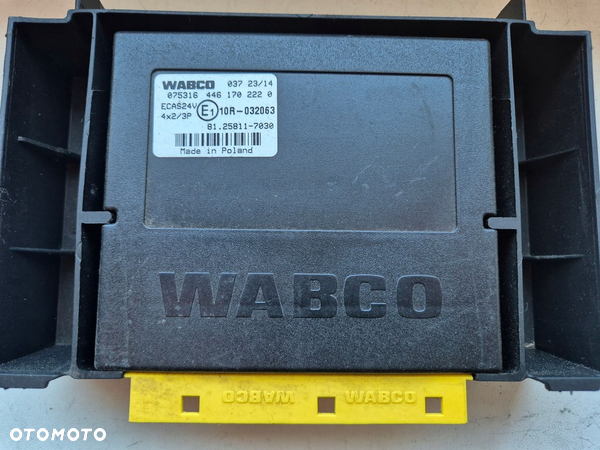 WABCO 037 23/14
075316 446 170 222 0
ECAS24V E1 10R-032063
4x2/3P
81.25811-7030
Made in Poland
WABCO
WABCO WABCO
OTOMOTO